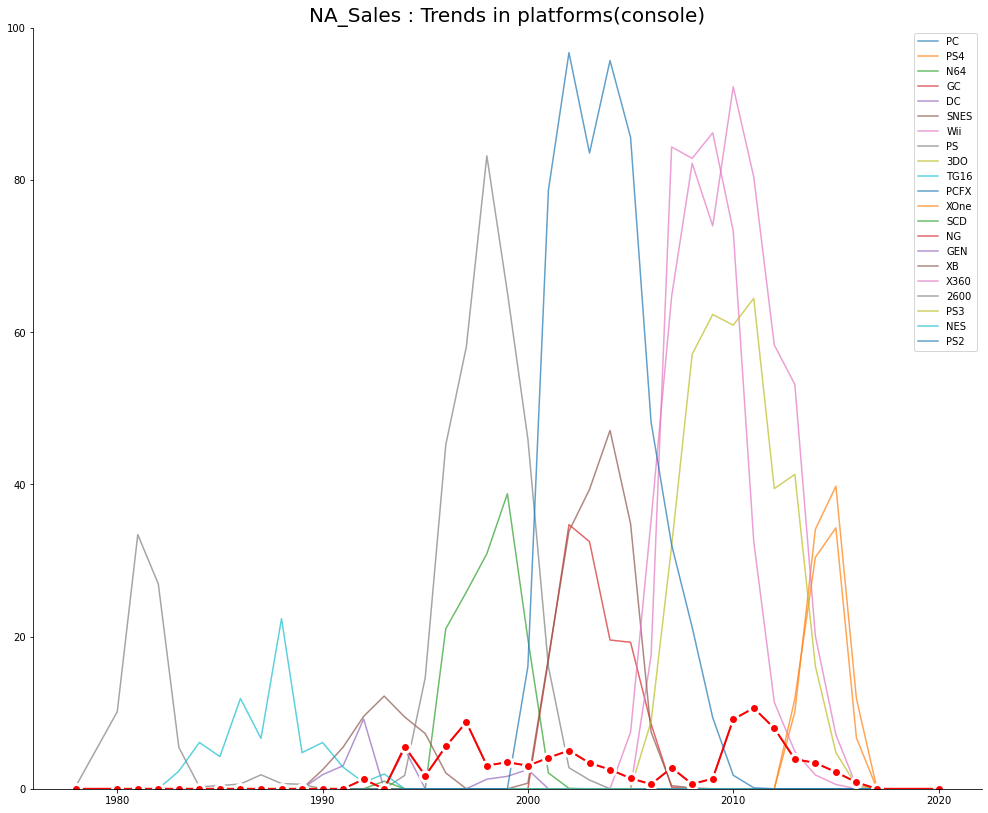 NA_Sales : Trends in platforms(console)
100
80
60
40
20
0
1980
1990
2000
2010
2020
PC
PS4
N64
GC
DC
SNES
Wii
PS
3DO
TG16
PCFX
XOne
SCD
NG
GEN
XB
X360
2600
PS3
NES
PS2